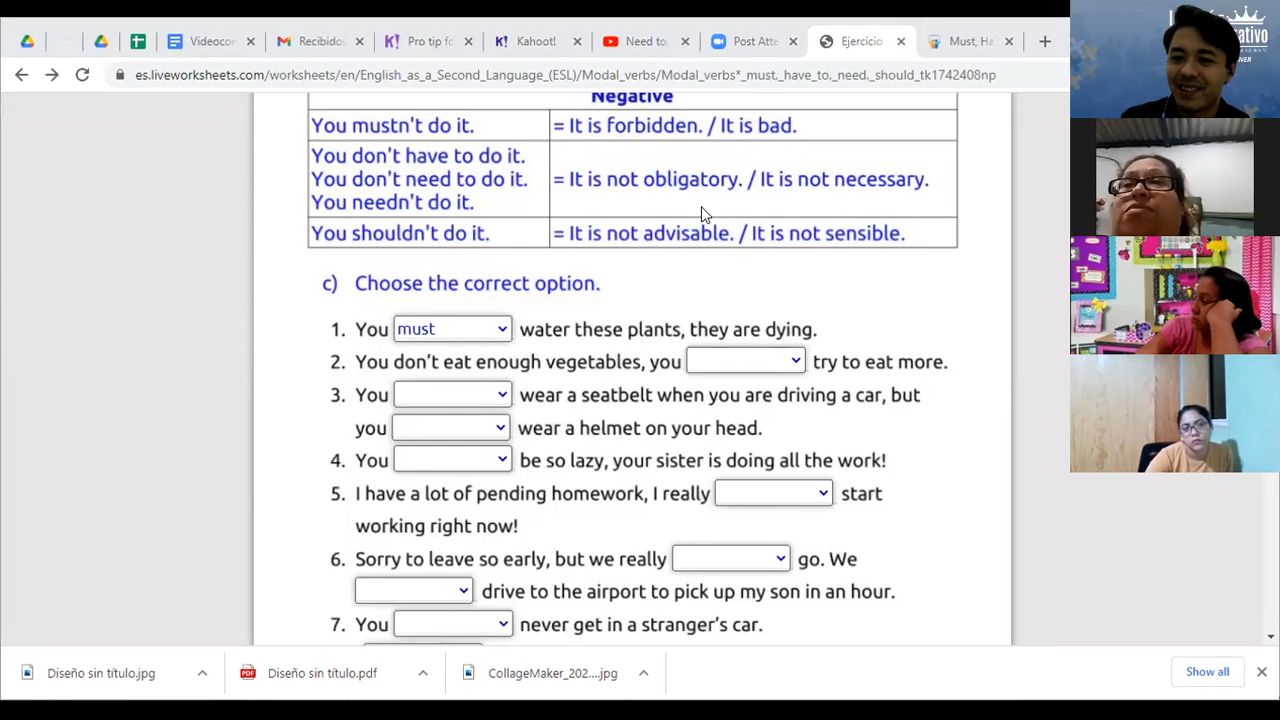 Videocor
Recibidos
Pro tip fo
Kahoot!
Need to
Post Atte
Ejercicio
Must, Ha
es.liveworksheets.com/worksheets/en/English_as_a_Second_Language_(ESL)/Modal_verbs/Modal_verbs*_must,_have_to,_need,_should_tk1742408np
Negative
You mustn't do it. = It is forbidden. / It is bad.
You don't have to do it.
You don't need to do it. = It is not obligatory. / It is not necessary.
You needn't do it.
You shouldn't do it. = It is not advisable. / It is not sensible.
c) Choose the correct option.
1. You must water these plants, they are dying.
2. You don't eat enough vegetables, you try to eat more.
3. You wear a seatbelt when you are driving a car, but
you wear a helmet on your head.
4. You be so lazy, your sister is doing all the work!
5. I have a lot of pending homework, I really start
working right now!
6. Sorry to leave so early, but we really go. We
drive to the airport to pick up my son in an hour.
7. You never get in a stranger's car.
Diseño sin título.jpg
Diseño sin título.pdf
CollageMaker_202....jpg
Show all